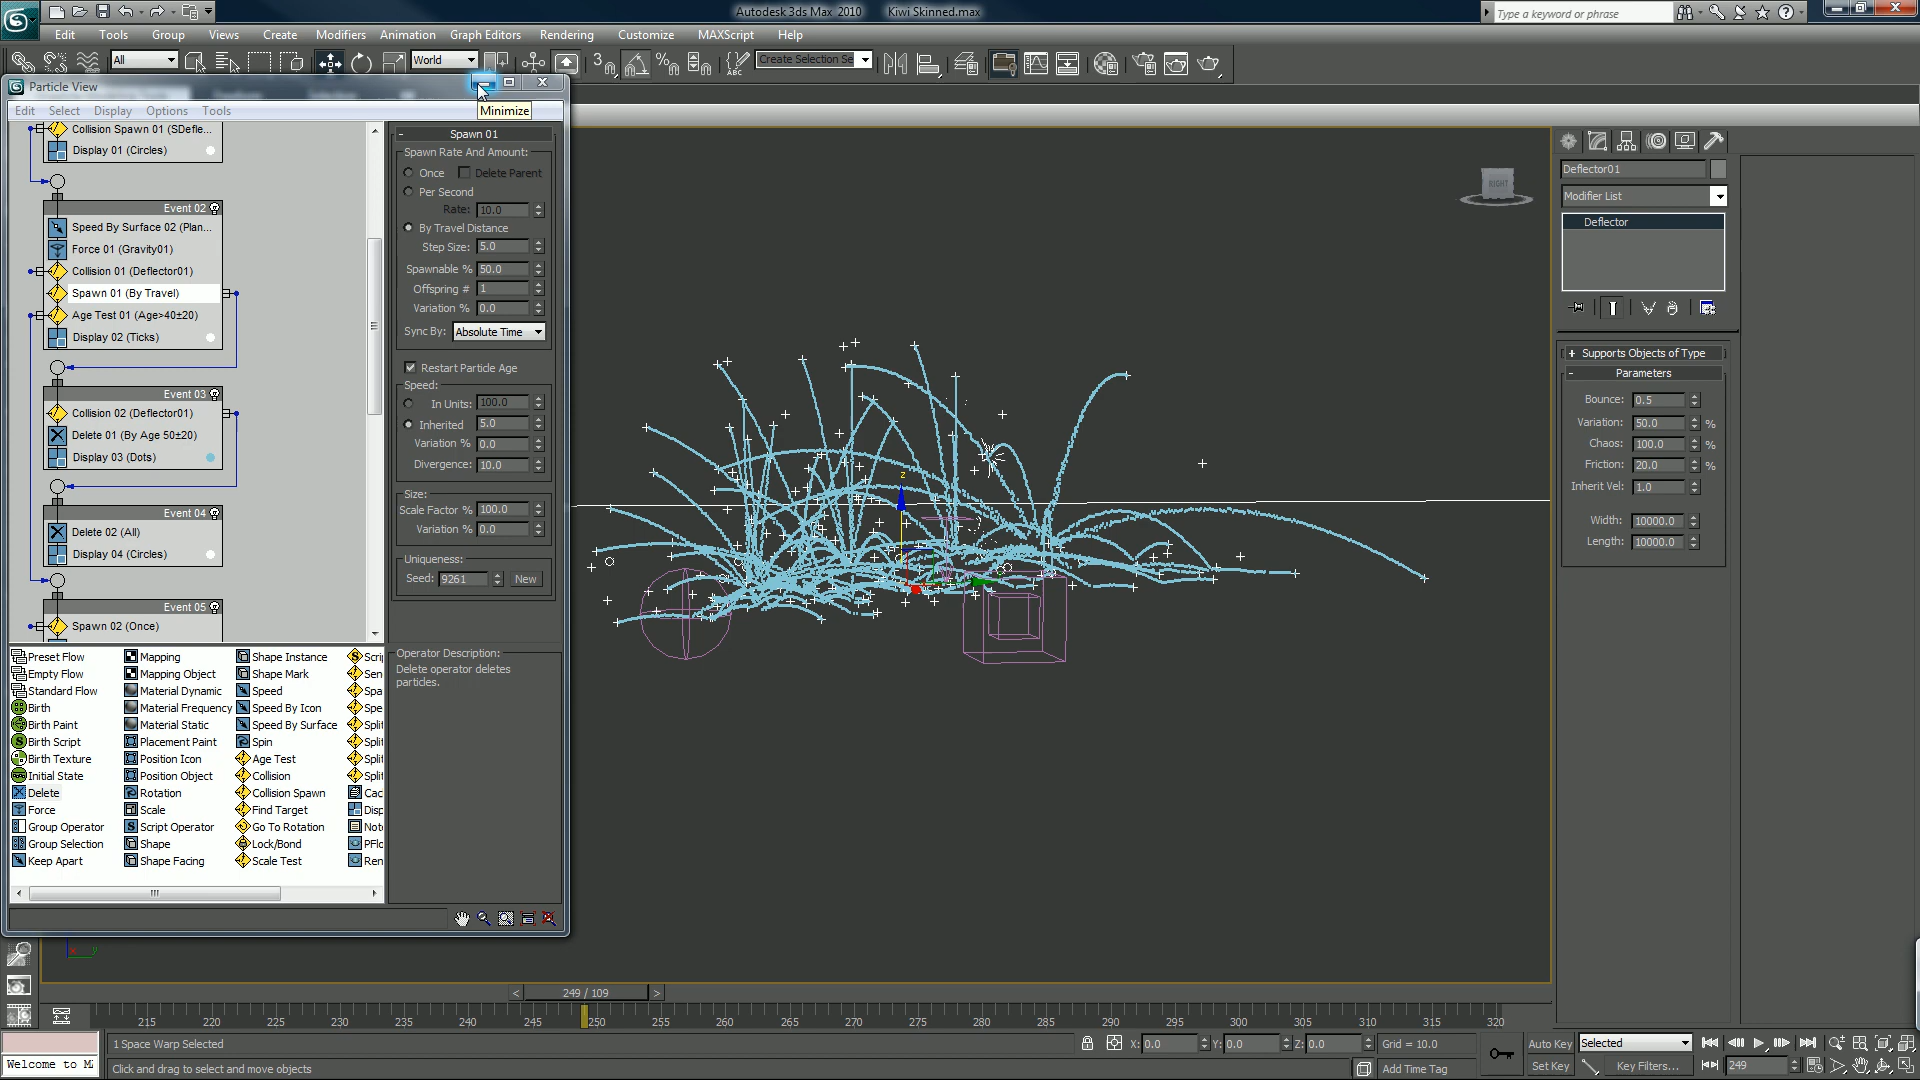 Autodesk 3ds Max 2010 Kiwi Skinned.max
Type a keyword or phrase
Edit Tools Group Views Create Modifiers Animation Graph Editors Rendering Customize MAXScript Help
All World Create Selection Se
Particle View
Minimize
Edit Select Display Options Tools
Collision Spawn 01 (SDefle...
Display 01 (Circles)
Event 02
Speed By Surface 02 (Plan...
Force 01 (Gravity01)
Collision 01 (Deflector01)
Spawn 01 (By Travel)
Age Test 01 (Age>40±20)
Display 02 (Ticks)
Event 03
Collision 02 (Deflector01)
Delete 01 (By Age 50±20)
Display 03 (Dots)
Event 04
Delete 02 (All)
Display 04 (Circles)
Event 05
Spawn 02 (Once)
- Spawn 01
Spawn Rate And Amount:
Once Delete Parent
Per Second
Rate: 10.0
By Travel Distance
Step Size: 5.0
Spawnable % 50.0
Offspring # 1
Variation % 0.0
Sync By: Absolute Time
Restart Particle Age
Speed:
In Units: 100.0
Inherited 5.0
Variation % 0.0
Divergence: 10.0
Size:
Scale Factor % 100.0
Variation % 0.0
Uniqueness:
Seed: 9261 New
Operator Description:
Delete operator deletes
particles.
Preset Flow Mapping Shape Instance Scri
Empty Flow Mapping Object Shape Mark Sen
Standard Flow Material Dynamic Speed Spa
Birth Material Frequency Speed By Icon Spe
Birth Paint Material Static Speed By Surface Split
Birth Script Placement Paint Spin Split
Birth Texture Position Icon Age Test Split
Initial State Position Object Collision Split
Delete Rotation Collision Spawn Cac
Force Scale Find Target Disp
Group Operator Script Operator Go To Rotation Not
Group Selection Shape Lock/Bond PFlo
Keep Apart Shape Facing Scale Test Ren
RIGHT
z
x y
Deflector01
Modifier List
Deflector
+ Supports Objects of Type
- Parameters
Bounce: 0.5
Variation: 50.0 %
Chaos: 100.0 %
Friction: 20.0 %
Inherit Vel: 1.0
Width: 10000.0
Length: 10000.0
< 249 / 109 >
215 220 225 230 235 240 245 250 255 260 265 270 275 280 285 290 295 300 305 310 315 320
1 Space Warp Selected X: 0.0 Y: 0.0 Z: 0.0 Grid = 10.0 Auto Key Selected
Welcome to M
Click and drag to select and move objects Add Time Tag Set Key Key Filters... 249